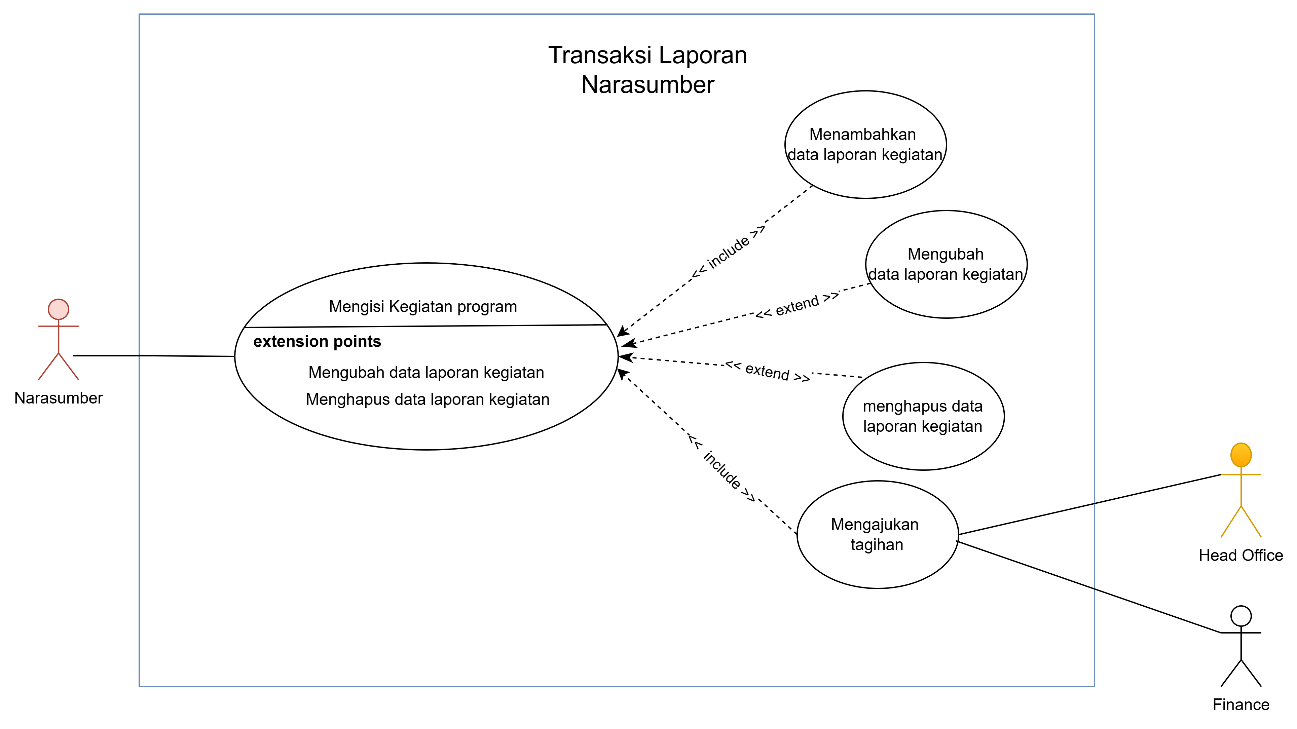 Transaksi Laporan
Narasumber
Menambahkan
data laporan kegiatan
<< include >>
Mengubah
data laporan kegiatan
<< extend >>
Mengisi Kegiatan program
extension points
Mengubah data laporan kegiatan
Menghapus data laporan kegiatan
Narasumber
<< extend >>
menghapus data
laporan kegiatan
<< include >>
Mengajukan
tagihan
Head Office
Finance